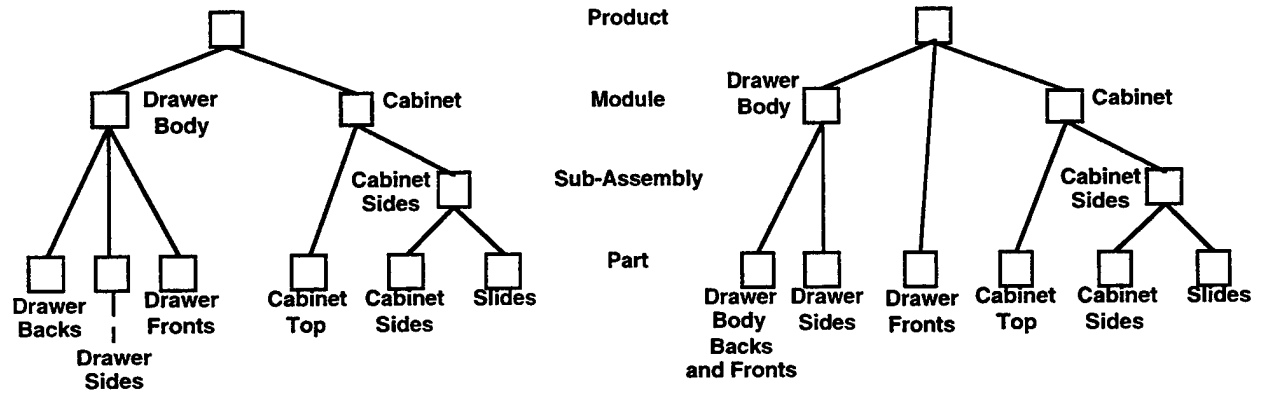 Product
Drawer
Body
Cabinet
Module
Drawer
Body
Cabinet
Cabinet
Sides
Sub-Assembly
Cabinet
Sides
Part
Drawer
Backs
Drawer
Sides
Drawer
Fronts
Cabinet
Top
Cabinet
Sides
Slides
Drawer
Body
Backs
and Fronts
Drawer
Sides
Drawer
Fronts
Cabinet
Top
Cabinet
Sides
Slides